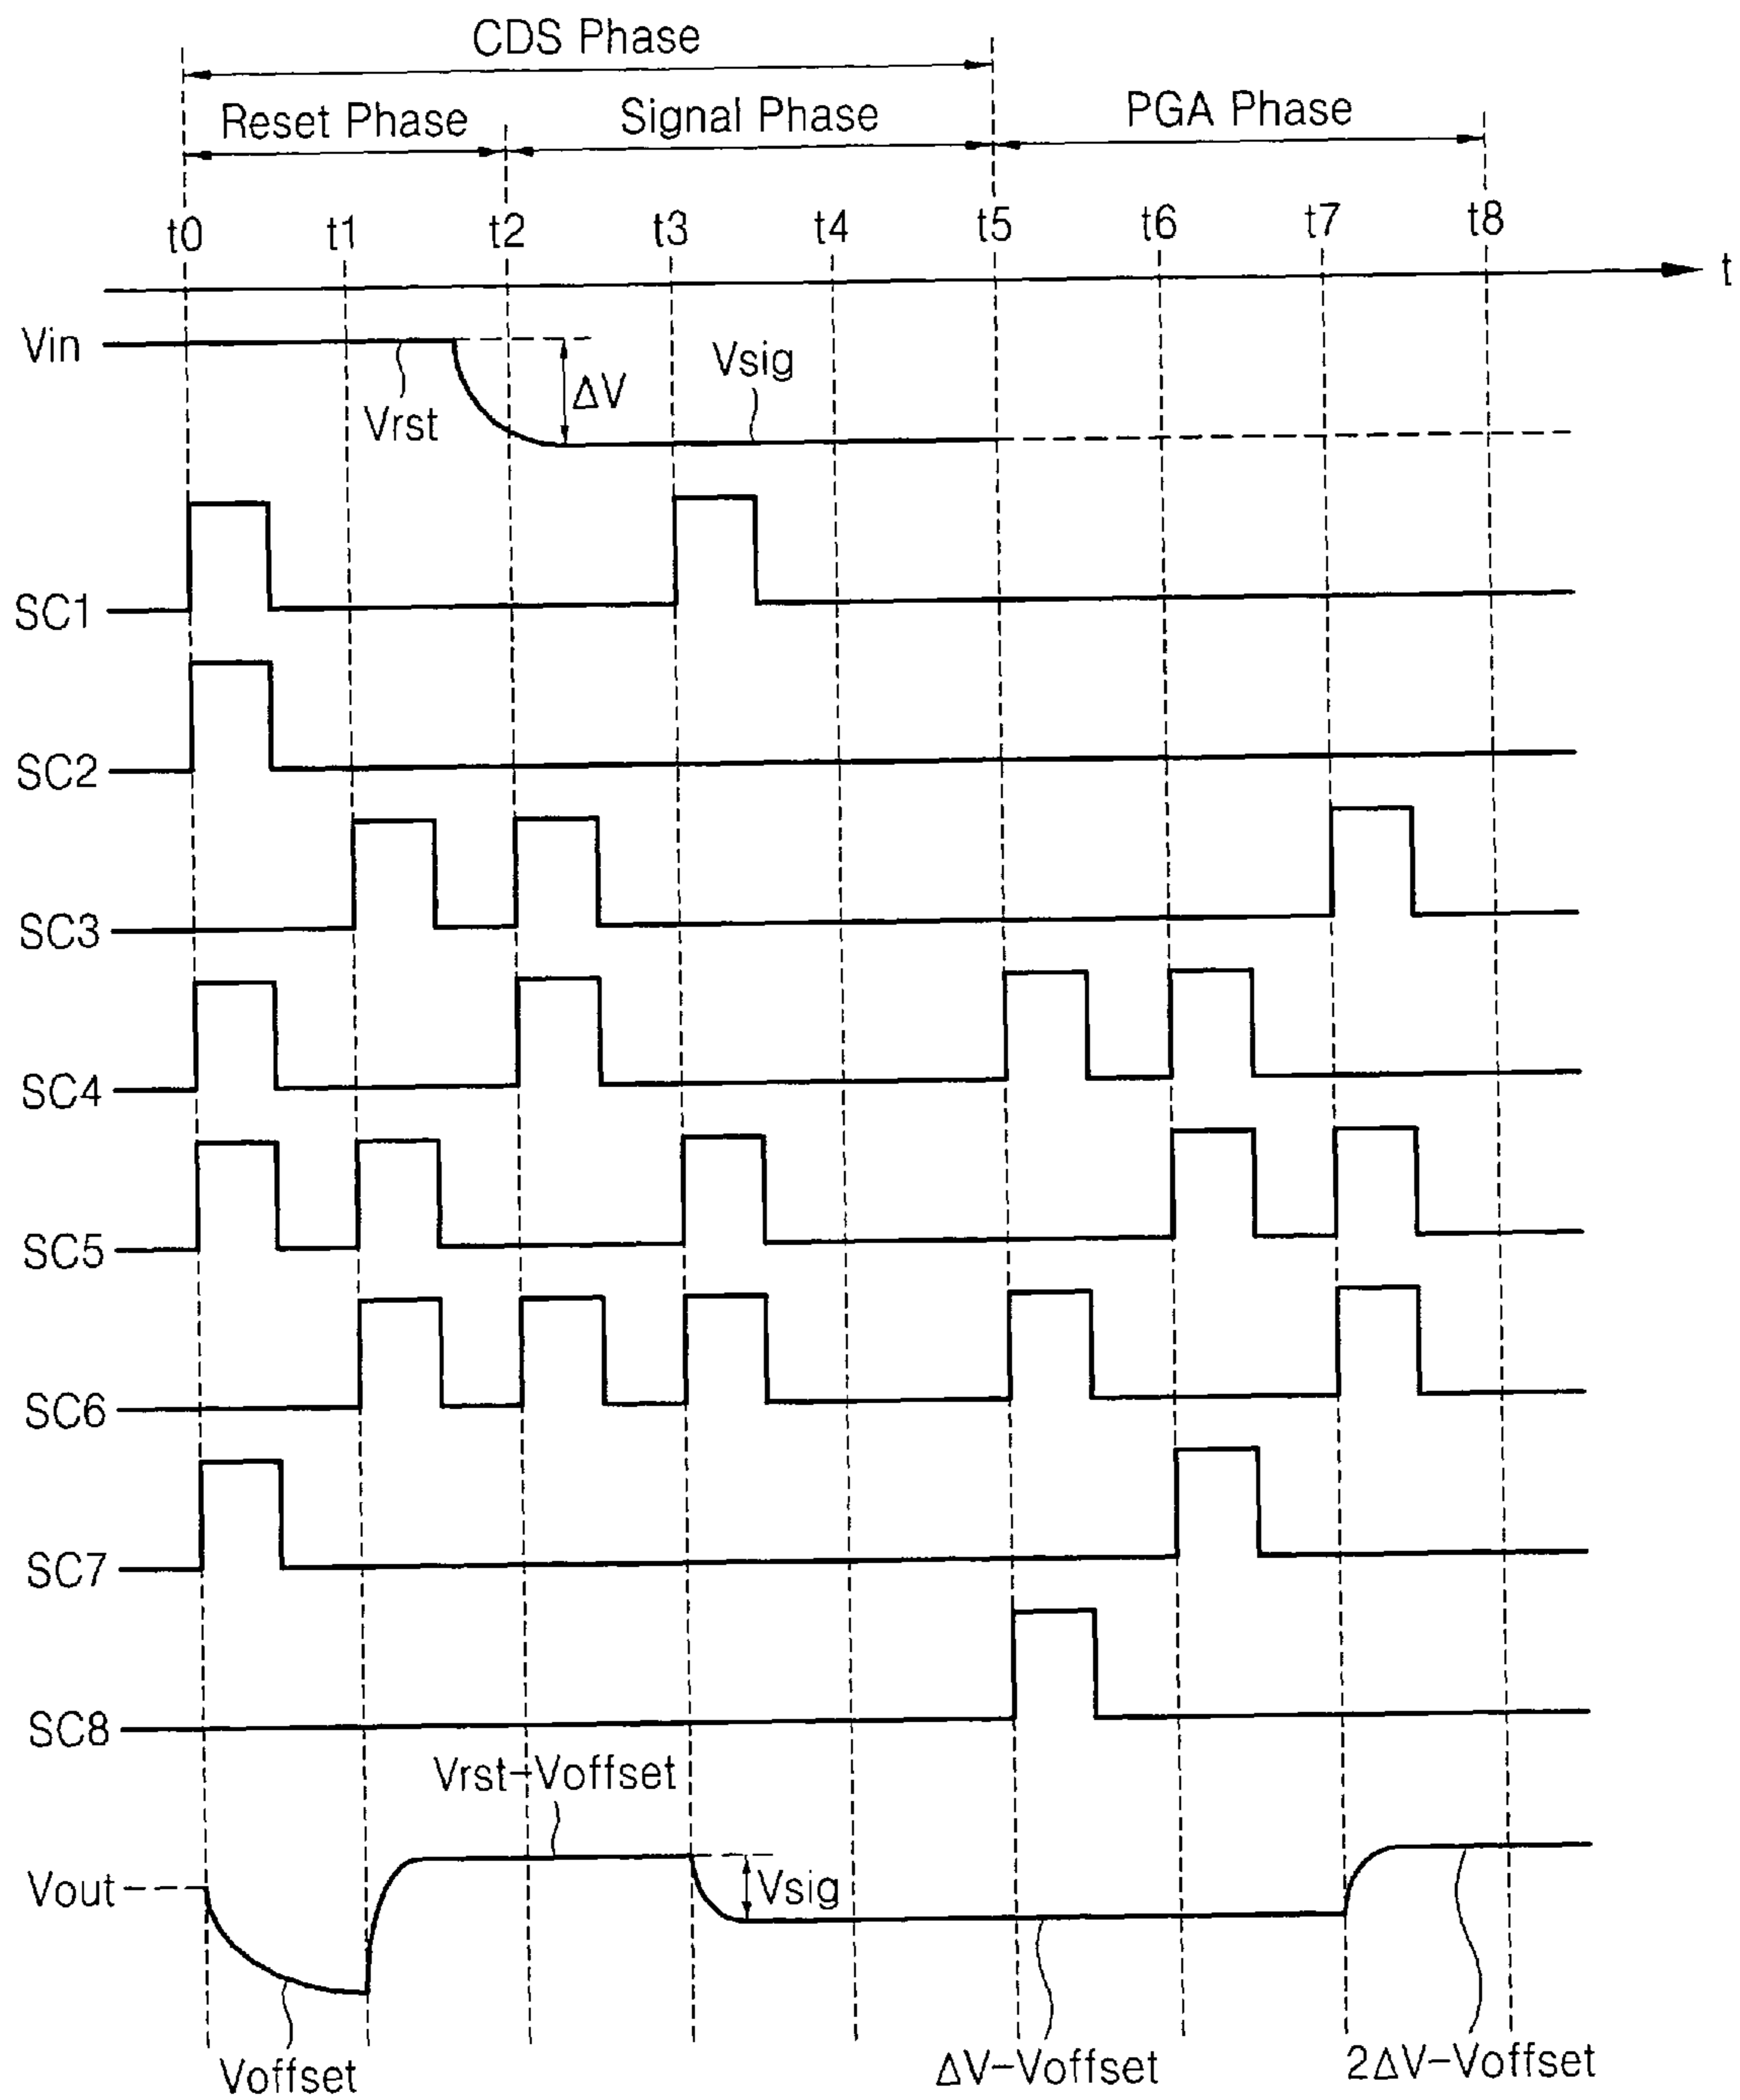 CDS Phase
Reset Phase Signal Phase PGA Phase
t0 t1 t2 t3 t4 t5 t6 t7 t8
t
Vin
Vrst
ΔV
Vsig
SC1
SC2
SC3
SC4
SC5
SC6
SC7
SC8
Vrst-Voffset
Vout
Vsig
Voffset
ΔV-Voffset
2ΔV-Voffset